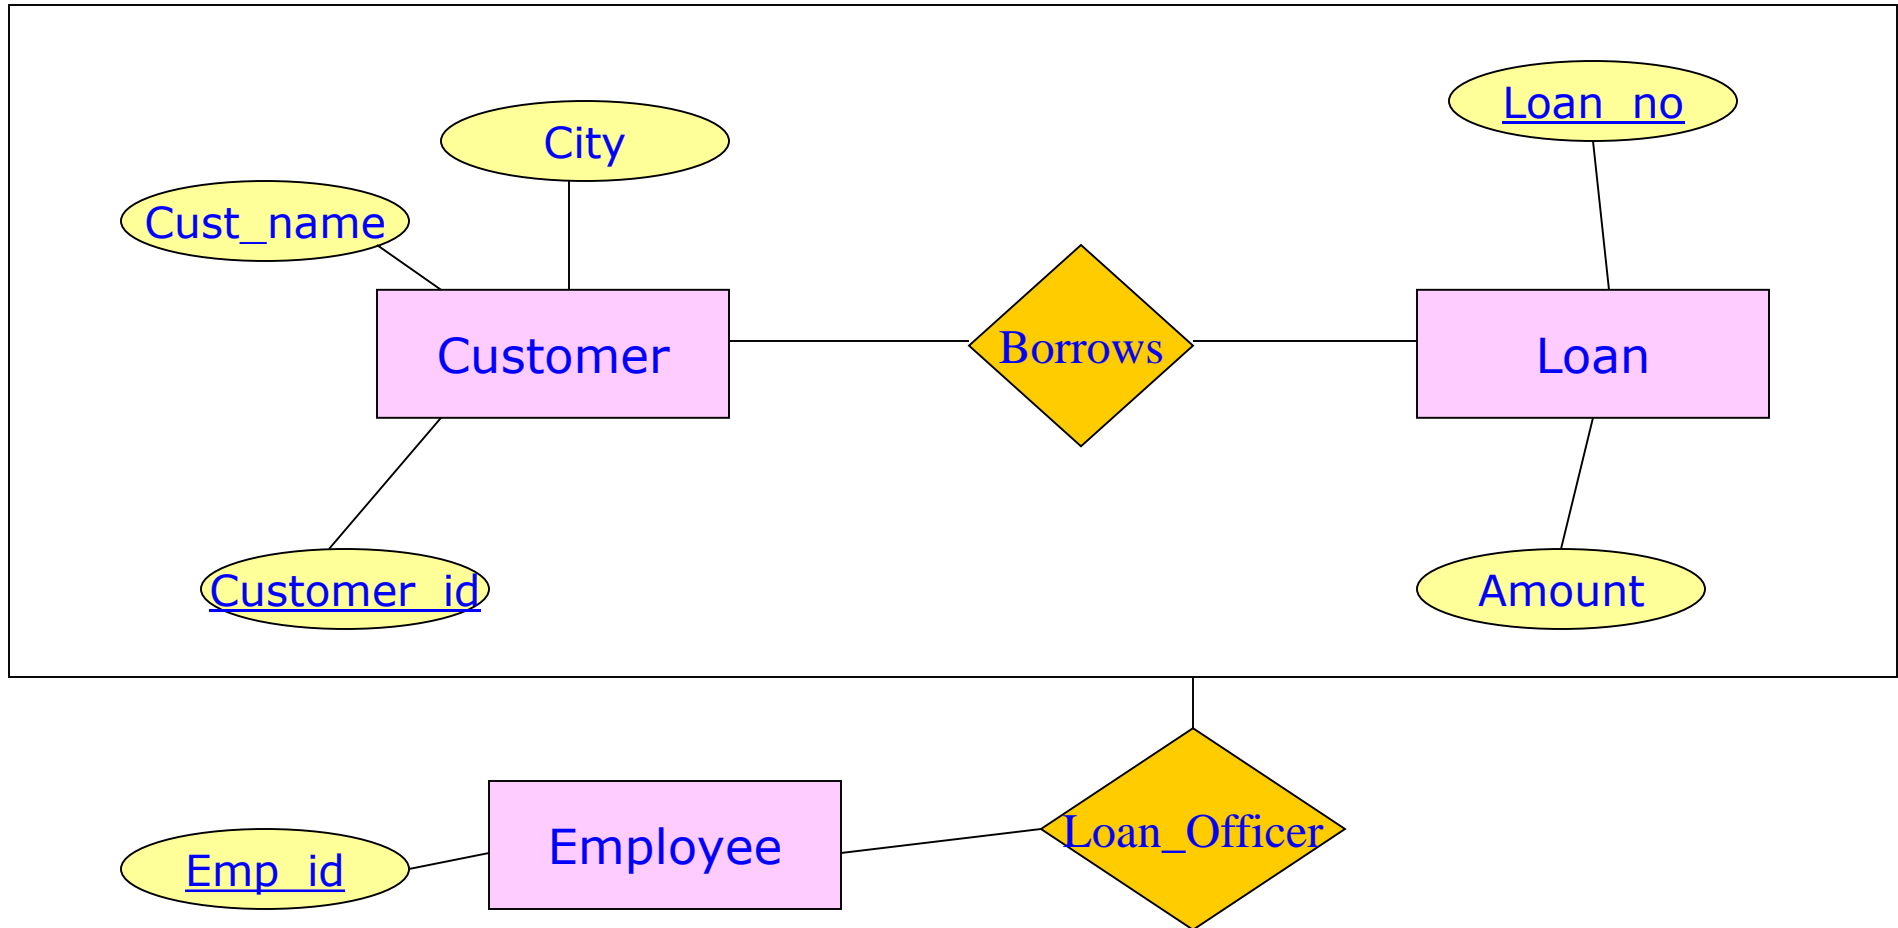 Loan_no
City
Cust_name
Customer
Borrows
Loan
Customer_id
Amount
Employee
Loan_Officer
Emp_id